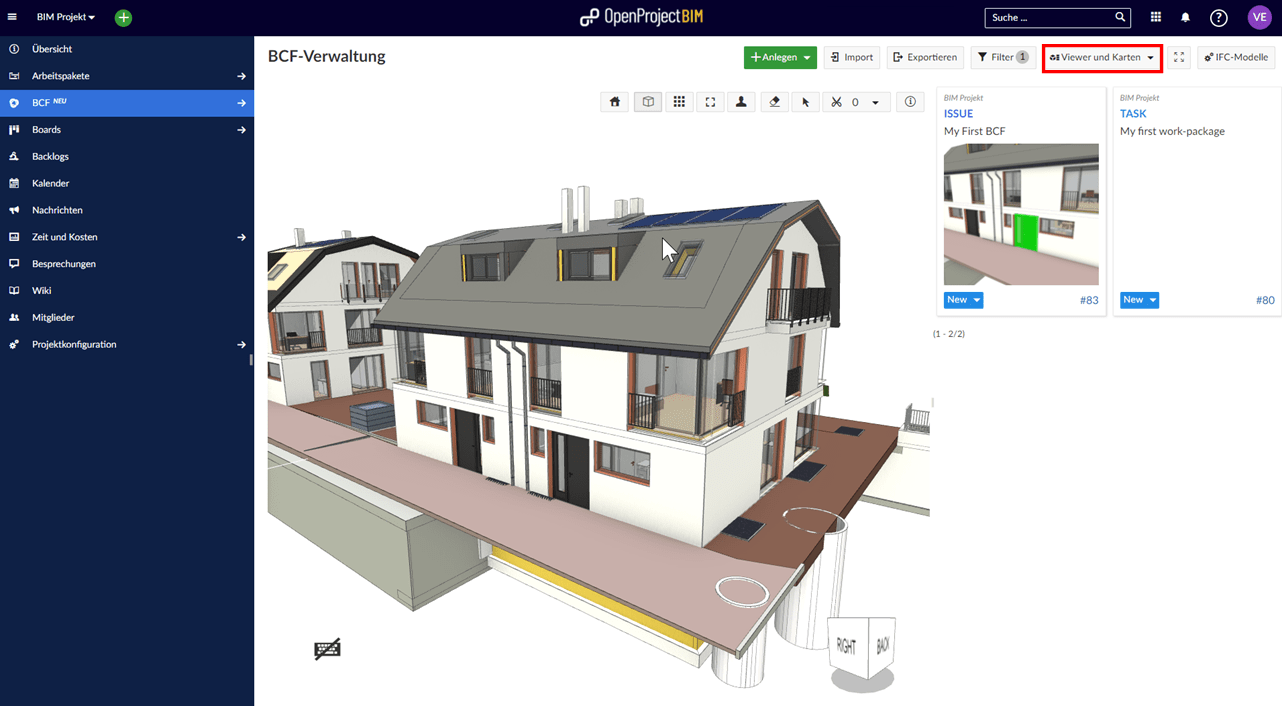 BIM Projekt
OpenProject BIM
Suche ...
?
VE
Übersicht
Arbeitspakete
BCF NEU
Boards
Backlogs
Kalender
Nachrichten
Zeit und Kosten
Besprechungen
Wiki
Mitglieder
Projektkonfiguration
BCF-Verwaltung
+Anlegen
Import
Exportieren
Filter 1
Viewer und Karten
IFC-Modelle
0
BIM Projekt
ISSUE
My First BCF
New
#83
BIM Projekt
TASK
My first work-package
New
#80
(1 - 2/2)
RIGHT
BACK